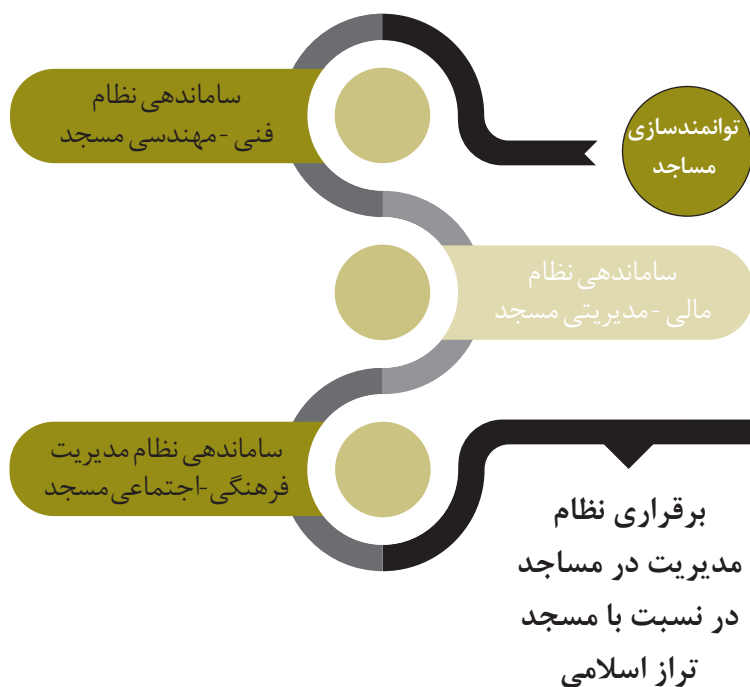 توانمندسازی
مساجد
ساماندهی نظام
فنی - مهندسی مسجد
ساماندهی نظام
مالی - مدیریتی مسجد
ساماندهی نظام مدیریت
فرهنگی-اجتماعی مسجد
برقراری نظام
مدیریت در مساجد
در نسبت با مسجد
تراز اسلامی